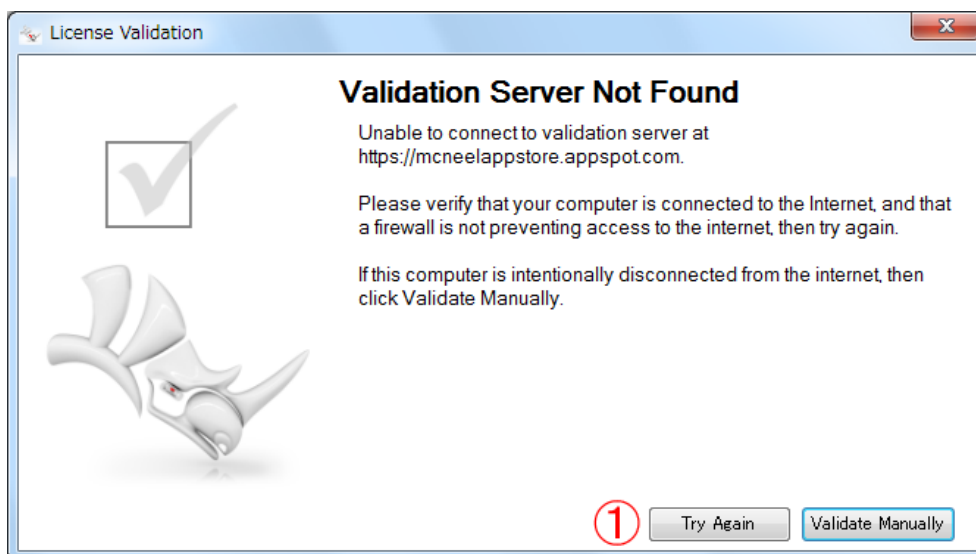 License Validation
Validation Server Not Found
Unable to connect to validation server at
https://mcneelappstore.appspot.com.
Please verify that your computer is connected to the Internet, and that
a firewall is not preventing access to the internet, then try again.
If this computer is intentionally disconnected from the internet, then
click Validate Manually.
① Try Again Validate Manually